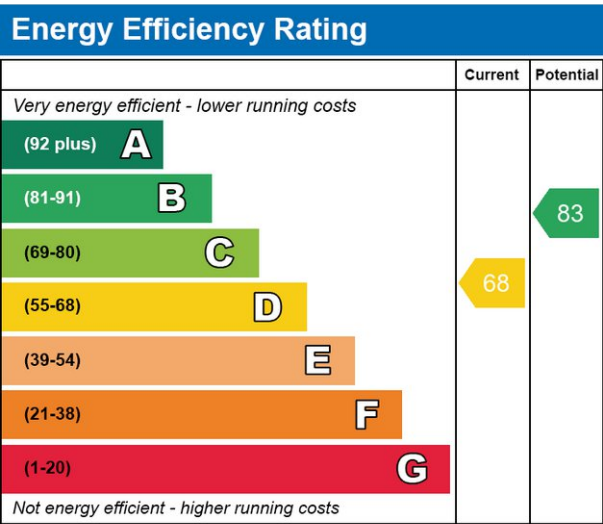 Energy Efficiency Rating
Current Potential
Very energy efficient - lower running costs
(92 plus) A
(81-91) B
83
(69-80) C
(55-68) D
68
(39-54) E
(21-38) F
(1-20) G
Not energy efficient - higher running costs